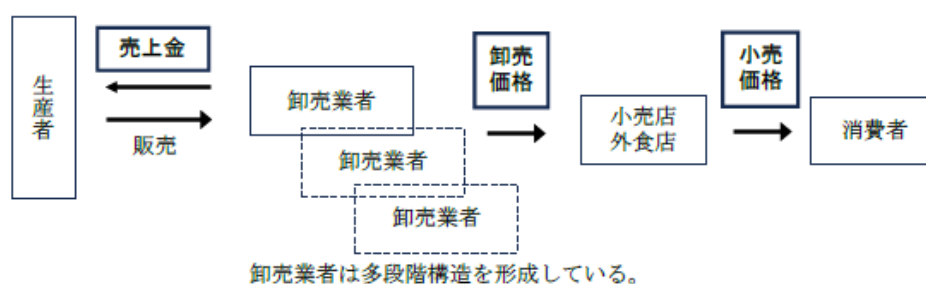 生産者
売上金
販売
卸売業者
卸売業者
卸売業者
卸売
価格
小売店
外食店
小売
価格
消費者
卸売業者は多段階構造を形成している。